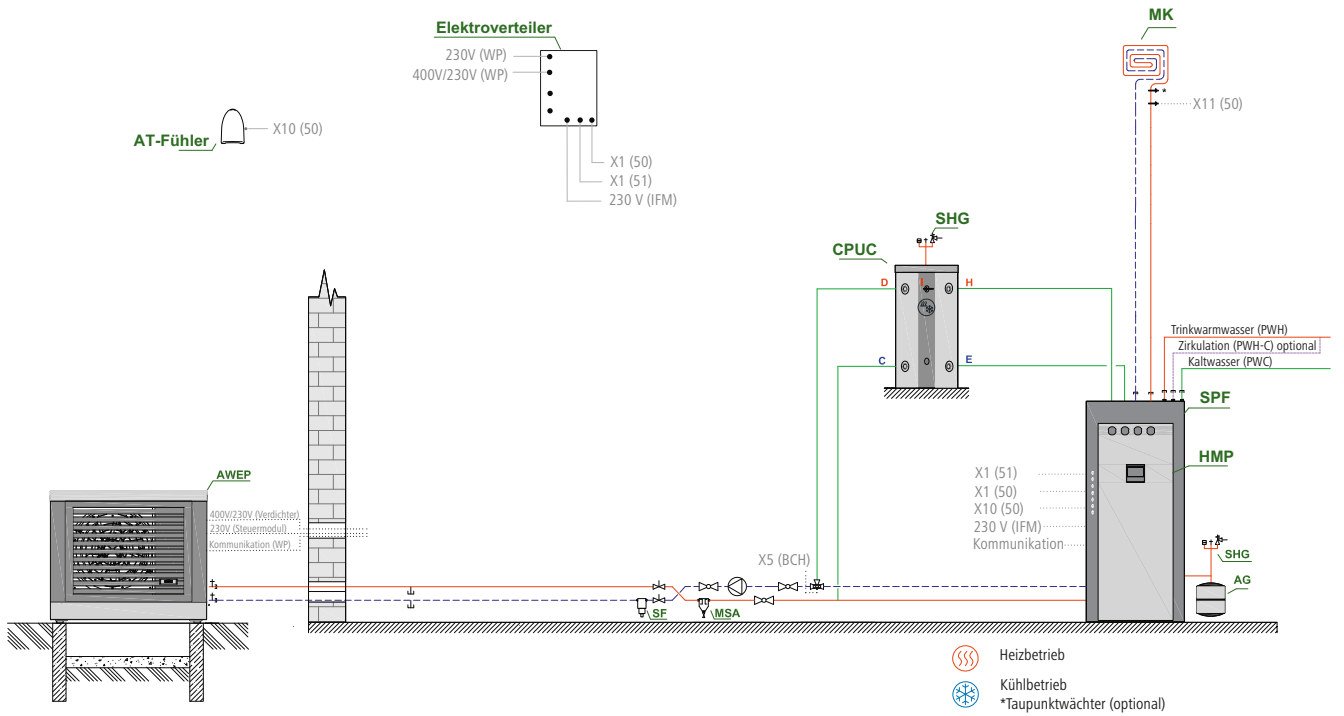 MK
Elektroverteiler
230V (WP)
400V/230V (WP)
* 
X11 (50)
X10 (50)
AT-Fühler
X1 (50)
X1 (51)
230 V (IFM)
SHG
CPUC
D
H
C
E
Trinkwarmwasser (PWH)
Zirkulation (PWH-C) optional
Kaltwasser (PWC)
SPF
HMP
X1 (51)
X1 (50)
X10 (50)
230 V (IFM)
Kommunikation
AWEP
400V/230V (Verdichter)
230V (Steuermodul)
Kommunikation (WP)
X5 (BCH)
SHG
AG
SF
MSA
Heizbetrieb
Kühlbetrieb
*Taupunktwächter (optional)